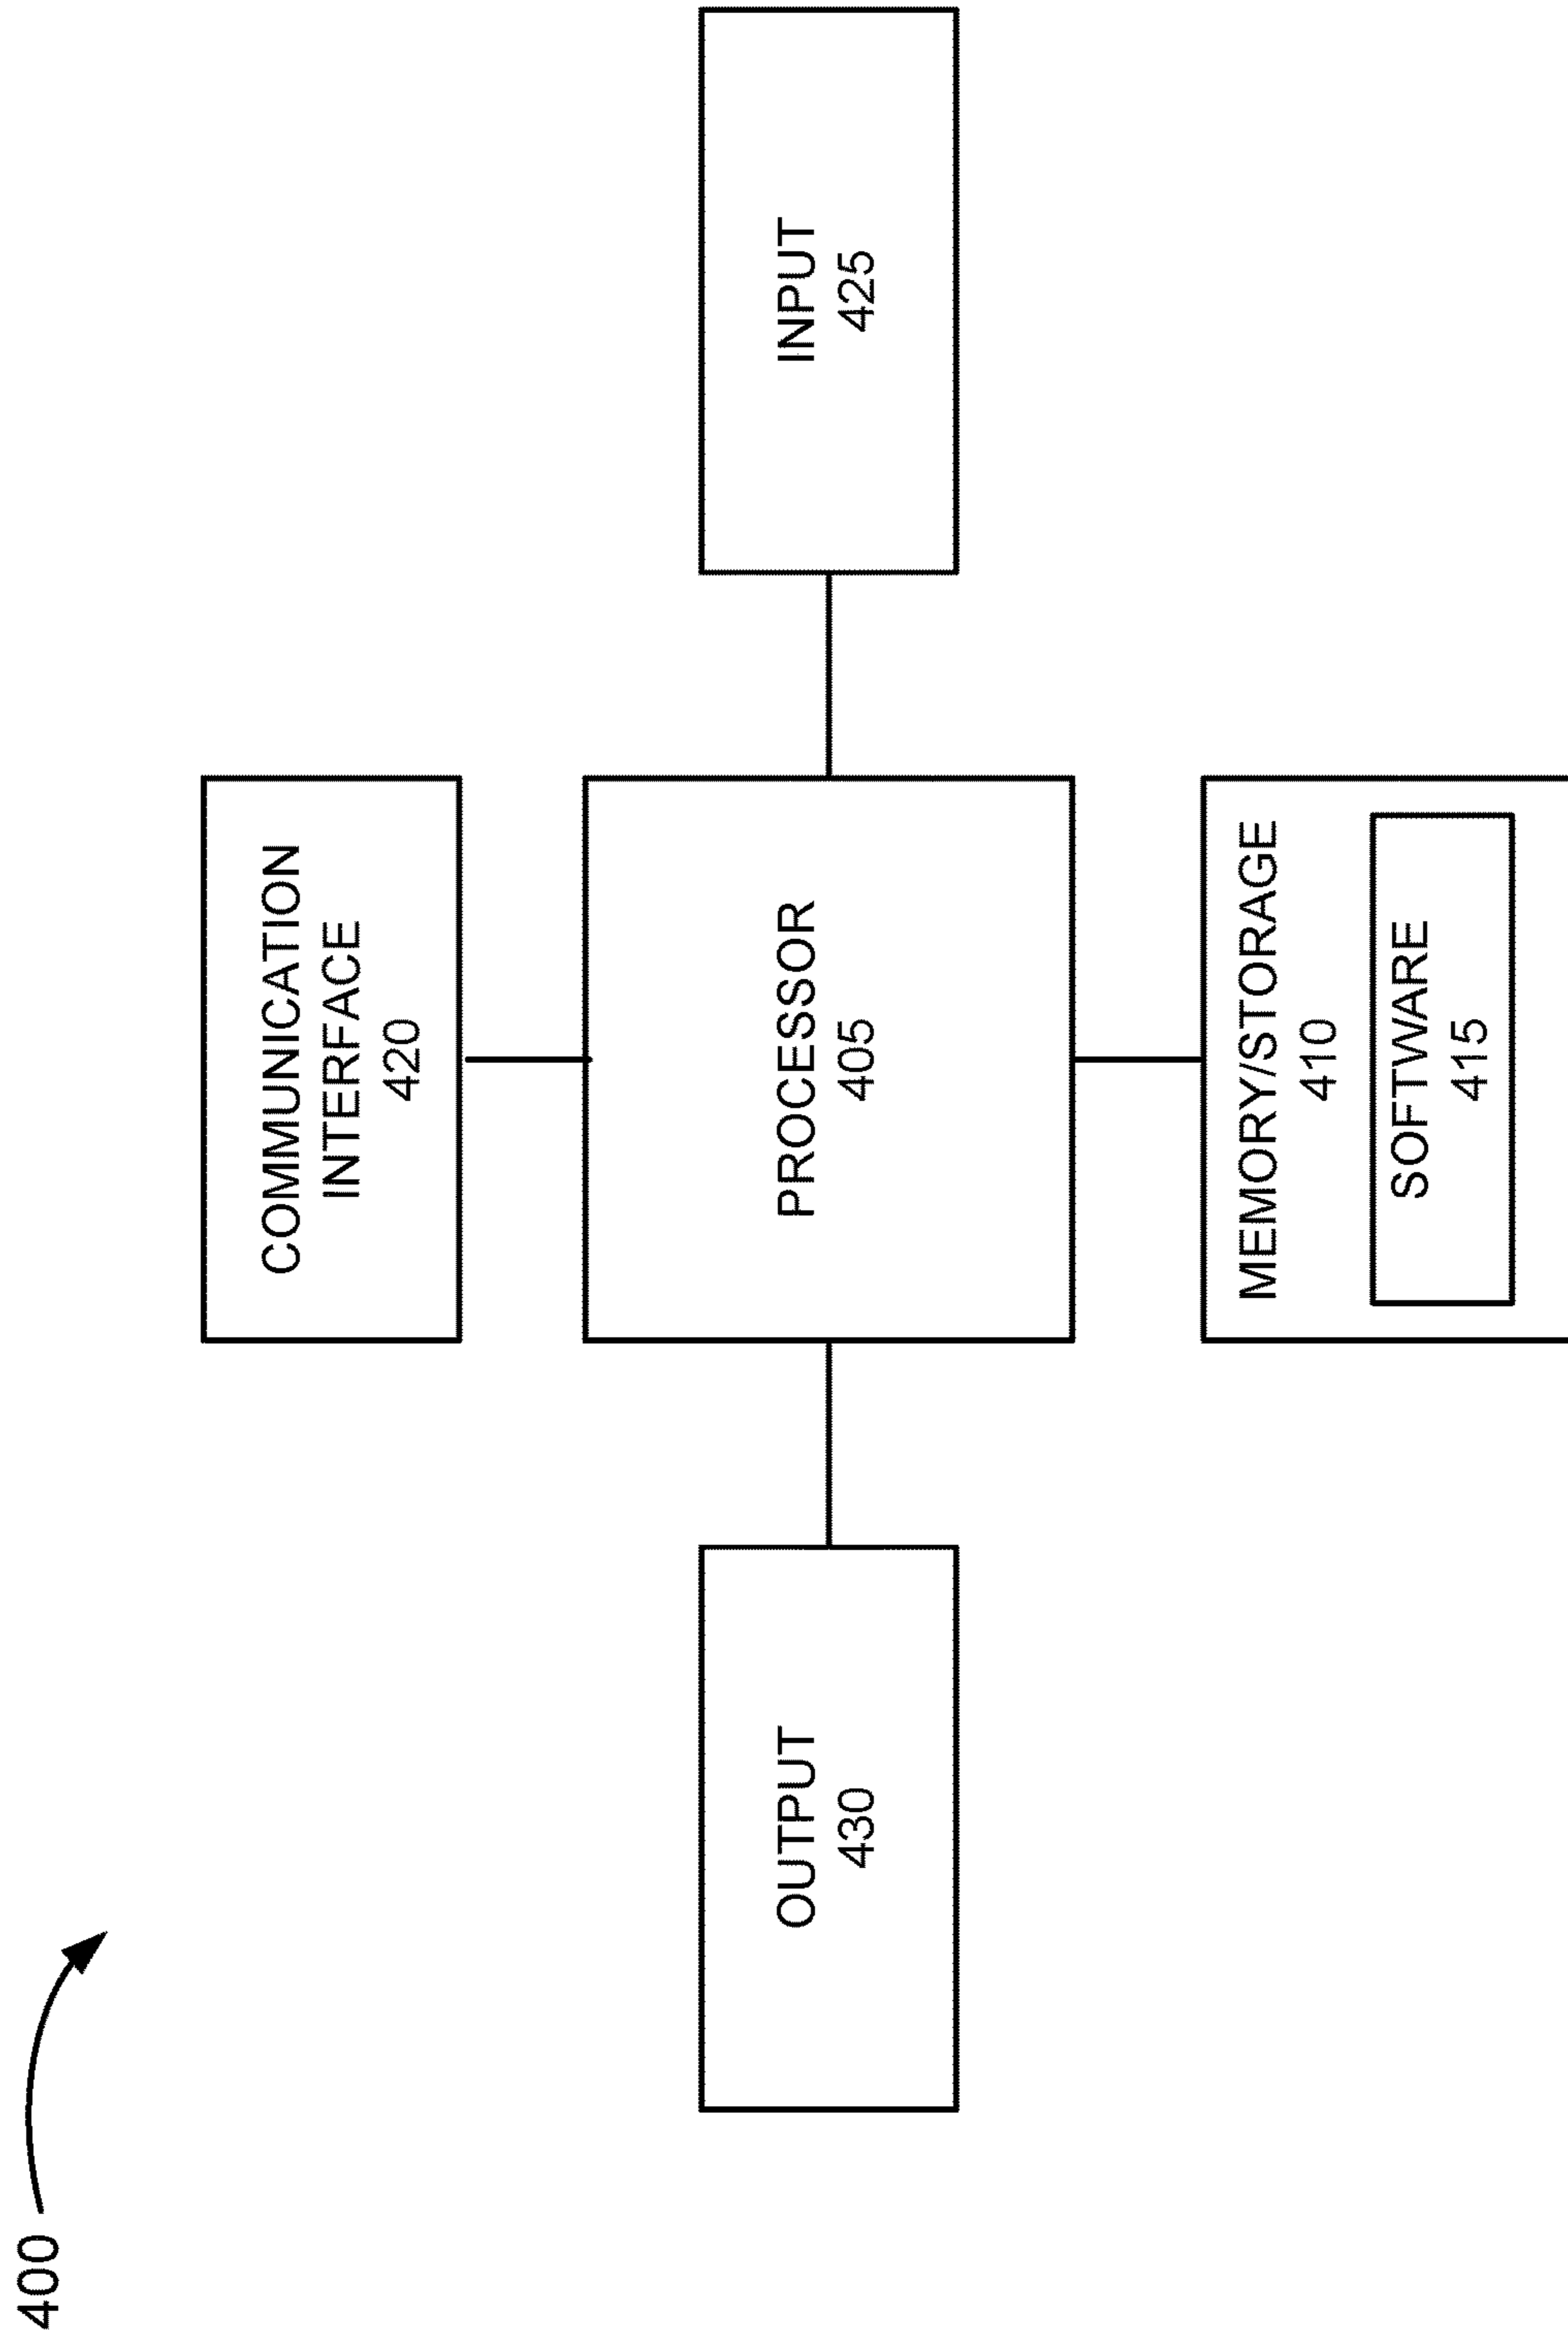 400
COMMUNICATION
INTERFACE
420
OUTPUT
430
PROCESSOR
405
INPUT
425
MEMORY/STORAGE
410
SOFTWARE
415